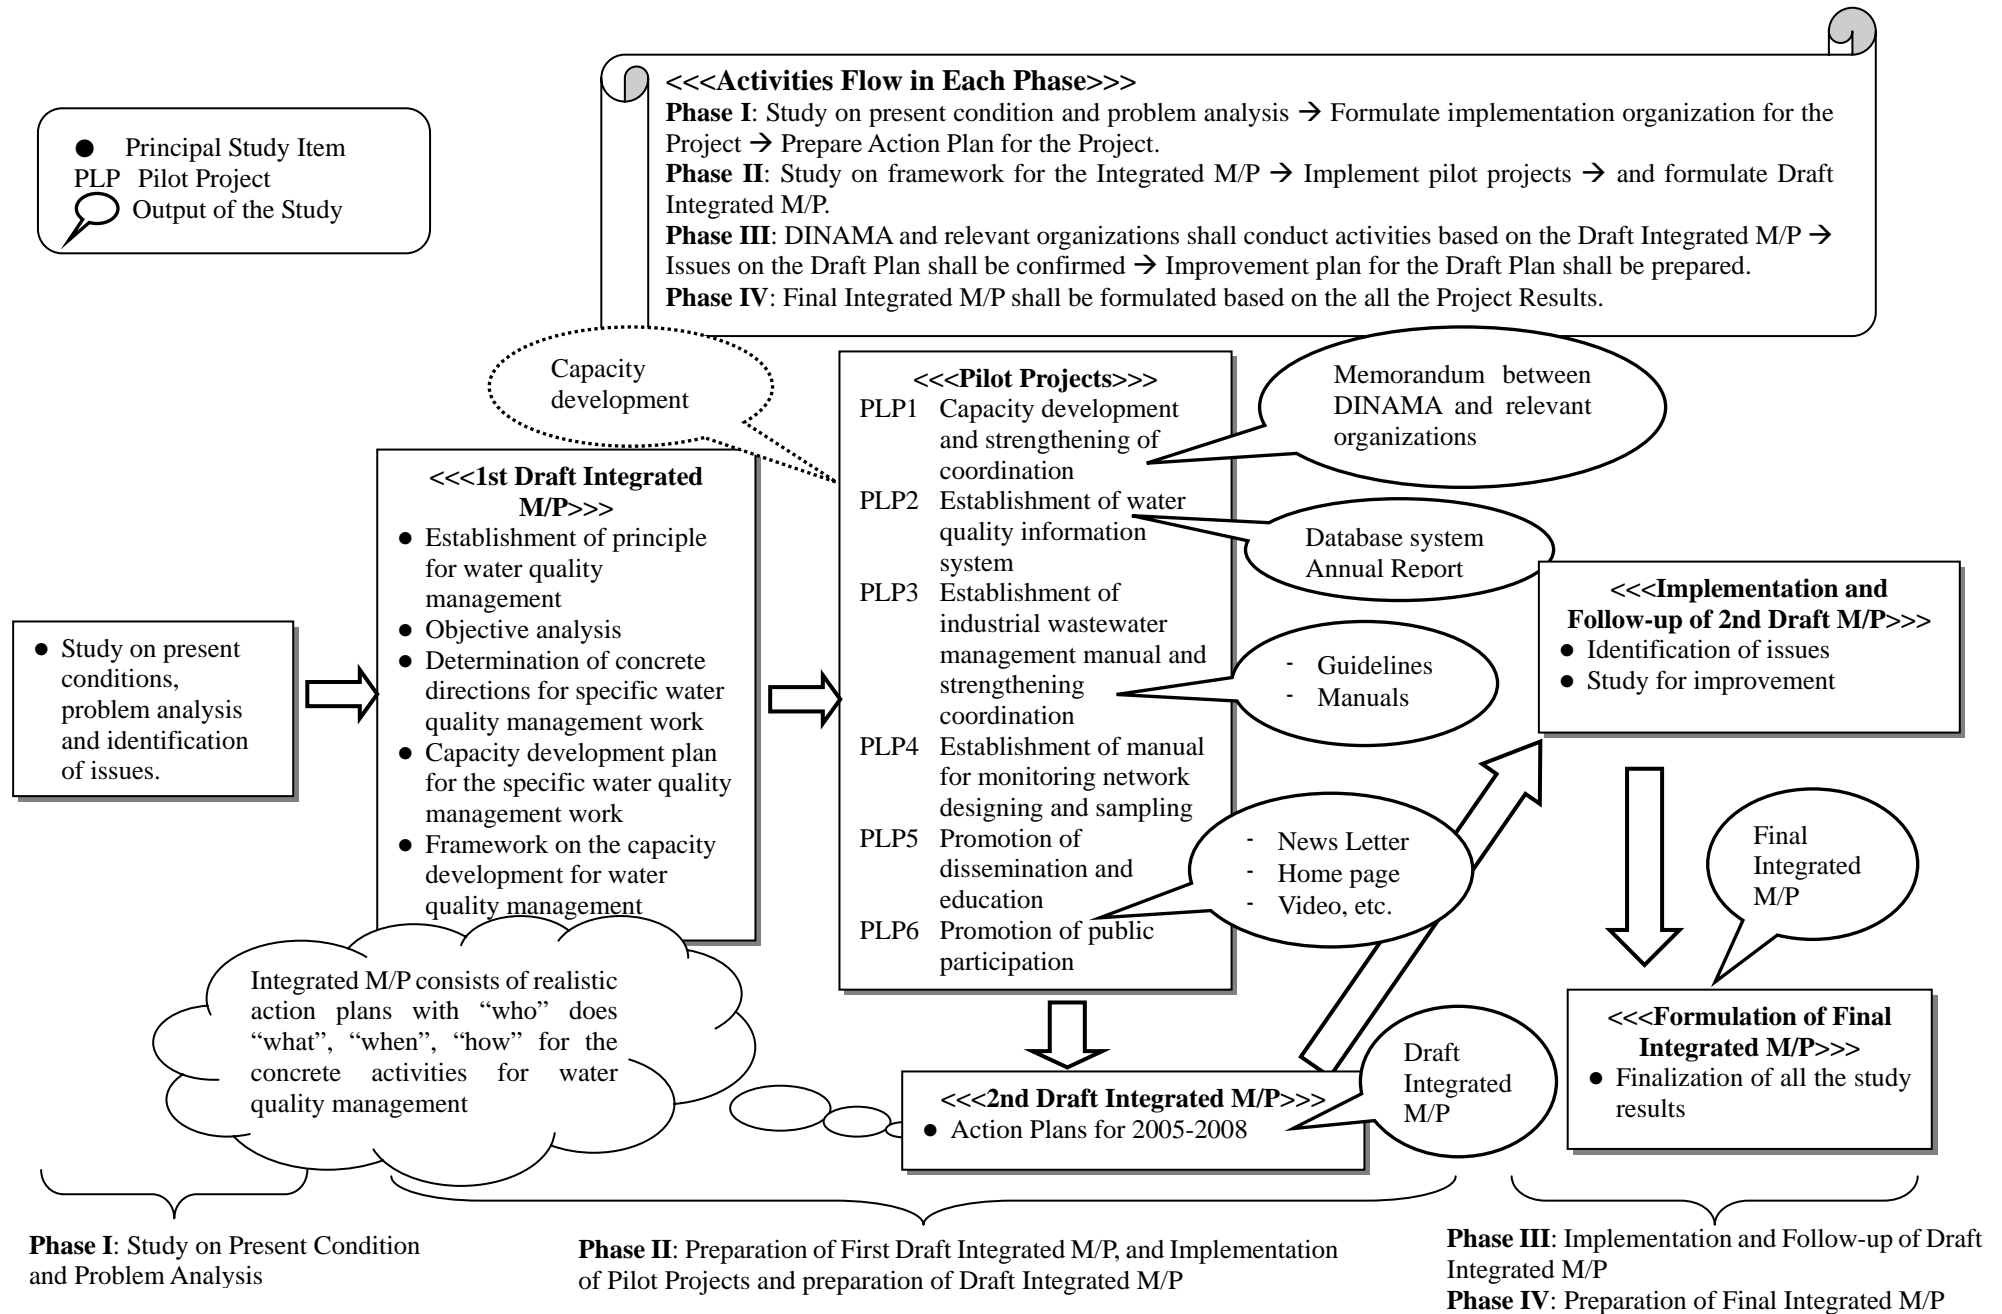 <<<Activities Flow in Each Phase>>>
Phase I: Study on present condition and problem analysis → Formulate implementation organization for the
Project → Prepare Action Plan for the Project.
Phase II: Study on framework for the Integrated M/P → Implement pilot projects → and formulate Draft
Integrated M/P.
Phase III: DINAMA and relevant organizations shall conduct activities based on the Draft Integrated M/P →
Issues on the Draft Plan shall be confirmed → Improvement plan for the Draft Plan shall be prepared.
Phase IV: Final Integrated M/P shall be formulated based on the all the Project Results.
● Principal Study Item
PLP Pilot Project
Output of the Study
Capacity
development
● Study on present
conditions,
problem analysis
and identification
of issues.
<<<1st Draft Integrated
M/P>>>
● Establishment of principle
for water quality
management
● Objective analysis
● Determination of concrete
directions for specific water
quality management work
● Capacity development plan
for the specific water quality
management work
● Framework on the capacity
development for water
quality management
Integrated M/P consists of realistic
action plans with “who” does
“what”, “when”, “how” for the
concrete activities for water
quality management
<<<Pilot Projects>>>
PLP1 Capacity development
and strengthening of
coordination
PLP2 Establishment of water
quality information
system
PLP3 Establishment of
industrial wastewater
management manual and
strengthening
coordination
PLP4 Establishment of manual
for monitoring network
designing and sampling
PLP5 Promotion of
dissemination and
education
PLP6 Promotion of public
participation
Memorandum between
DINAMA and relevant
organizations
Database system
Annual Report
- Guidelines
- Manuals
- News Letter
- Home page
- Video, etc.
<<<2nd Draft Integrated M/P>>>
● Action Plans for 2005-2008
Draft
Integrated
M/P
<<<Implementation and
Follow-up of 2nd Draft M/P>>>
● Identification of issues
● Study for improvement
Final
Integrated
M/P
<<<Formulation of Final
Integrated M/P>>>
● Finalization of all the study
results
Phase I: Study on Present Condition
and Problem Analysis
Phase II: Preparation of First Draft Integrated M/P, and Implementation
of Pilot Projects and preparation of Draft Integrated M/P
Phase III: Implementation and Follow-up of Draft
Integrated M/P
Phase IV: Preparation of Final Integrated M/P